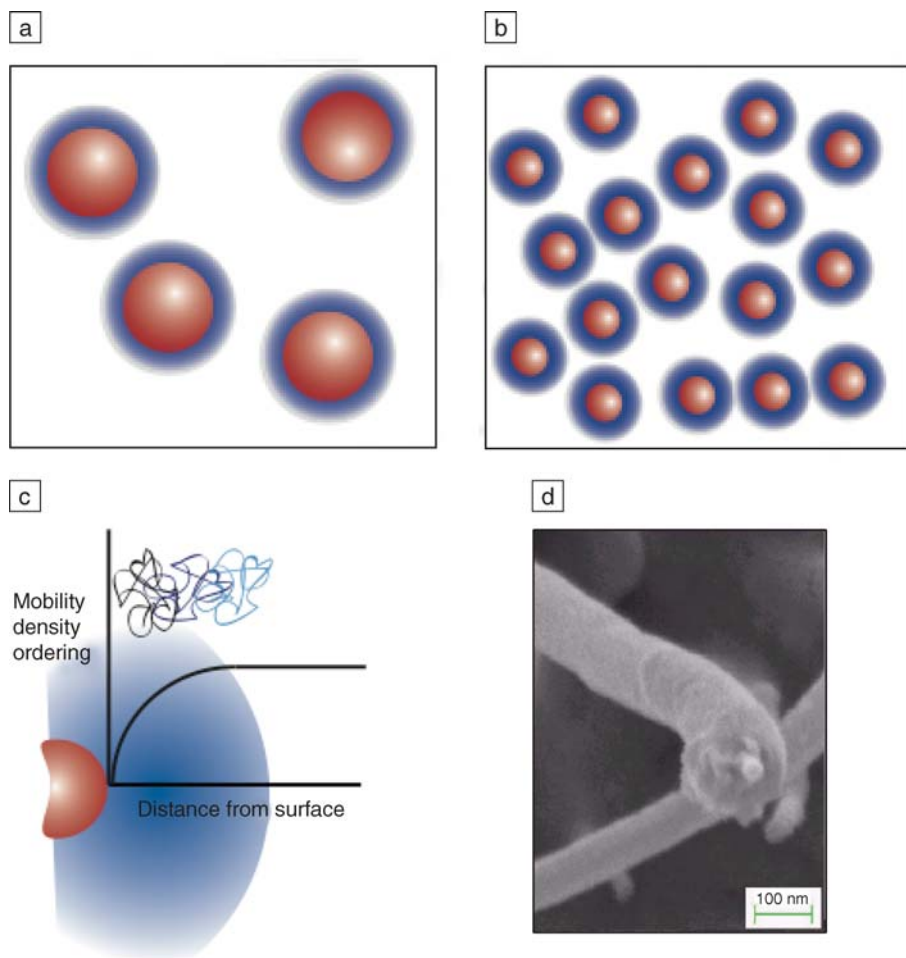 a
b
c
Mobility
density
ordering
Distance from surface
d
100 nm